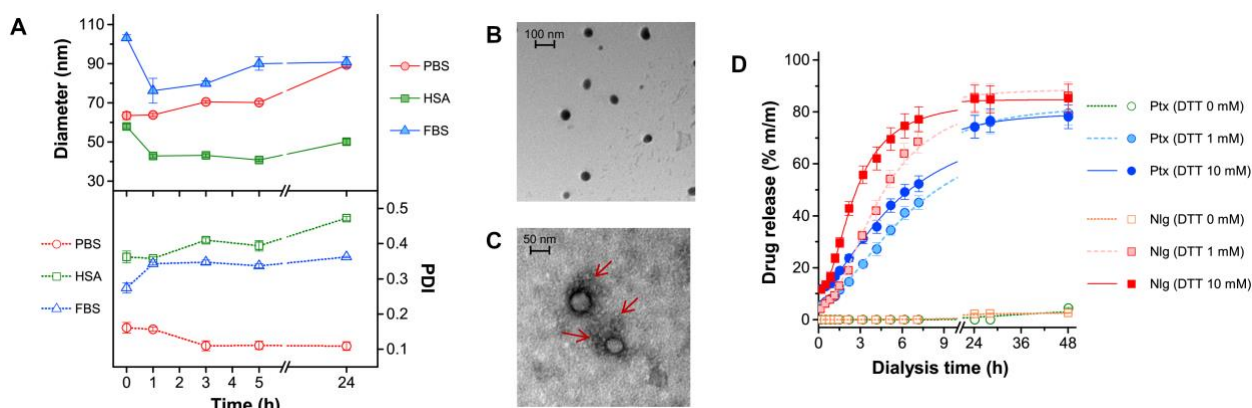 A
Diameter (nm)
110
90
70
50
30
PBS
HSA
FBS
PBS
HSA
FBS
0.5
0.4
0.3
0.2
0.1
PDI
0 1 2 3 4 5 24
Time (h)
B
100 nm
C
50 nm
D
Drug release (% m/m)
100
80
60
40
20
0
0 3 6 9 24 36 48
Dialysis time (h)
Ptx (DTT 0 mM)
Ptx (DTT 1 mM)
Ptx (DTT 10 mM)
Nlg (DTT 0 mM)
Nlg (DTT 1 mM)
Nlg (DTT 10 mM)